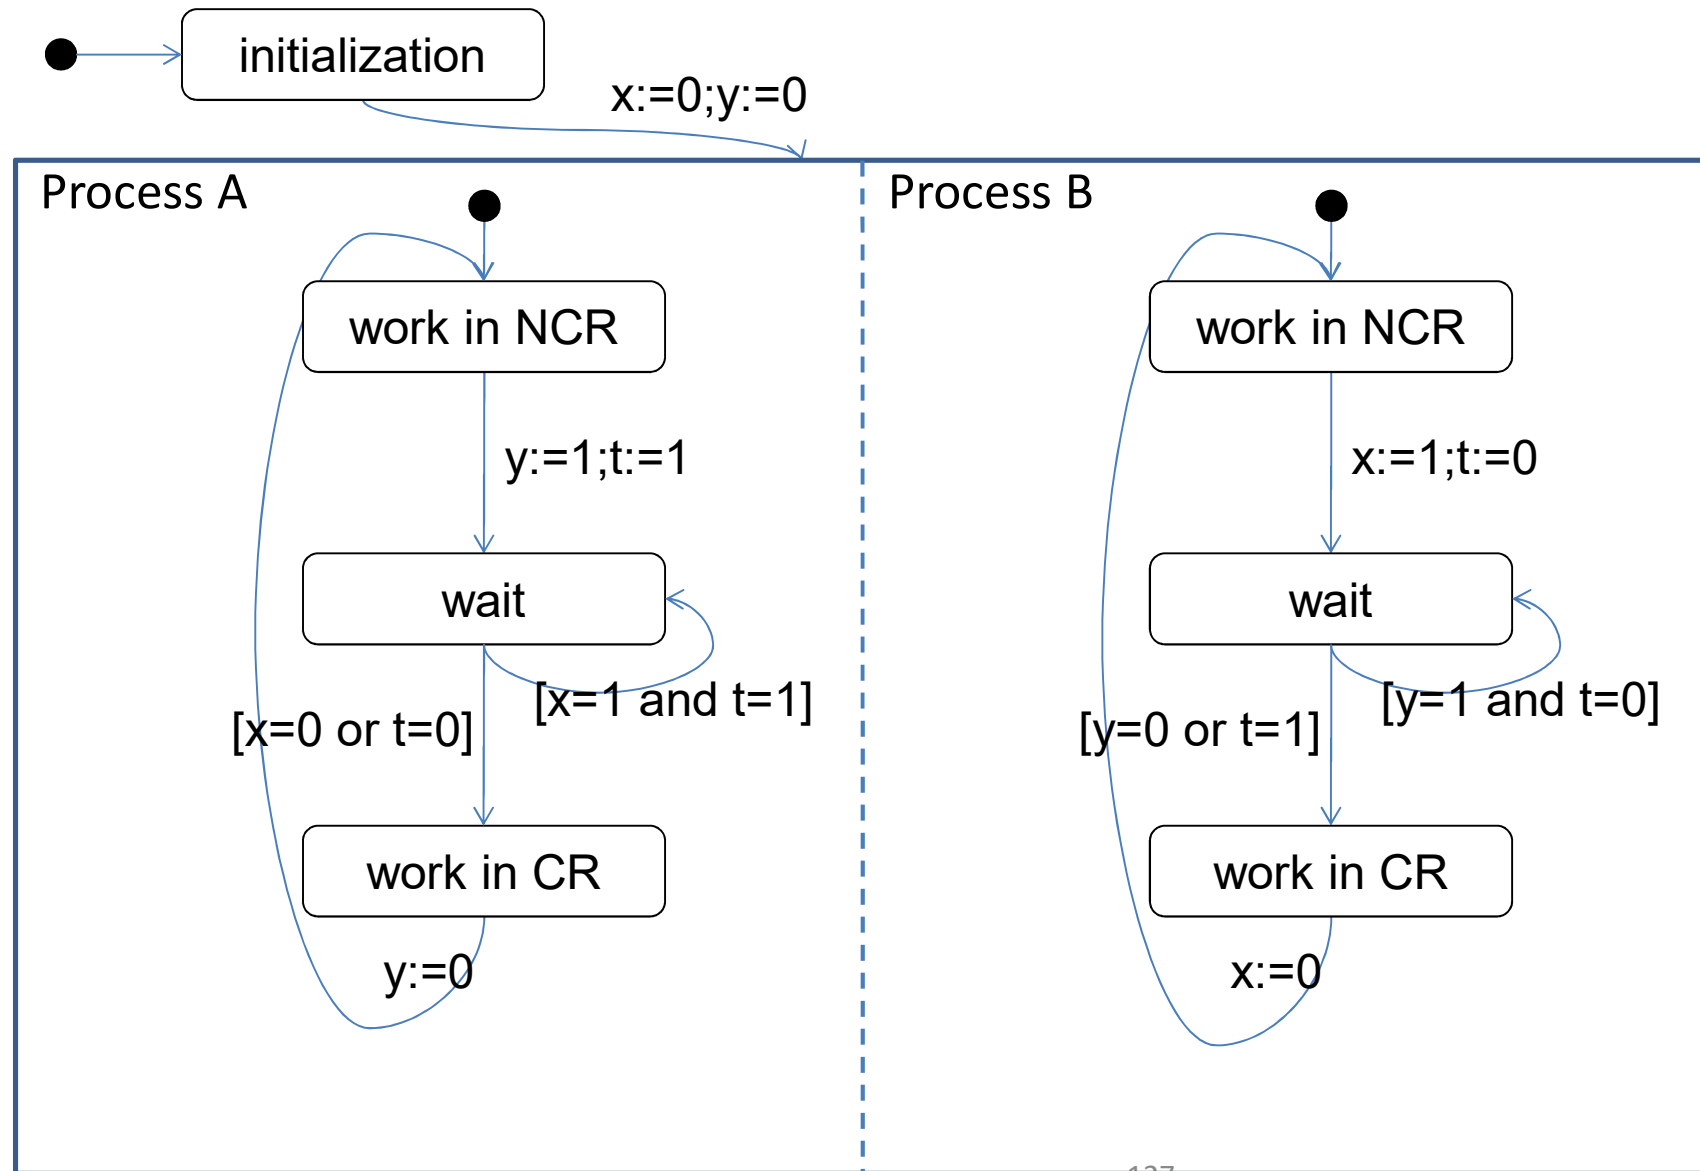 initialization
x:=0;y:=0
Process A
work in NCR
y:=1;t:=1
wait
[x=1 and t=1]
[x=0 or t=0]
work in CR
y:=0
Process B
work in NCR
x:=1;t:=0
wait
[y=1 and t=0]
[y=0 or t=1]
work in CR
x:=0